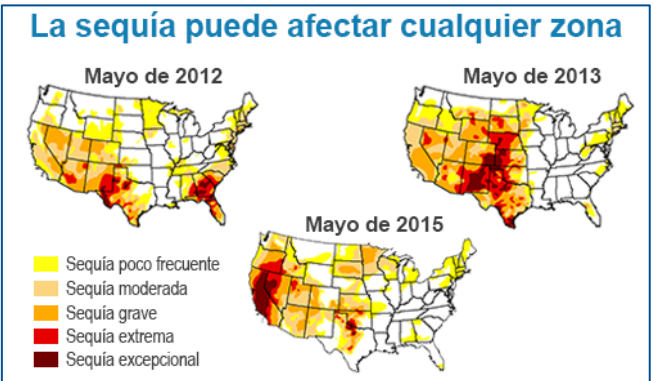 La sequía puede afectar cualquier zona
Mayo de 2012
Mayo de 2013
Mayo de 2015
Sequía poco frecuente
Sequía moderada
Sequía grave
Sequía extrema
Sequía excepcional